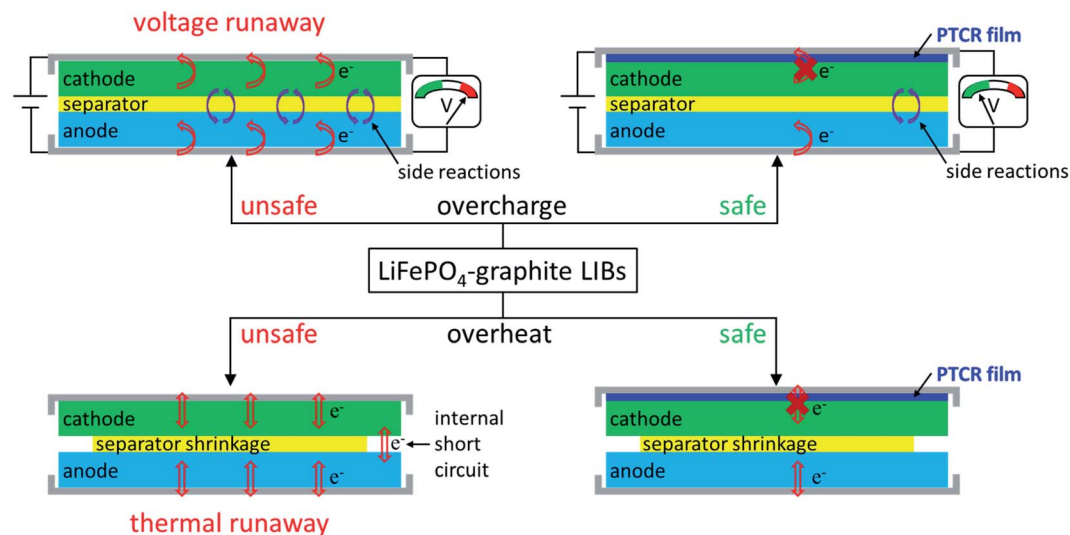 voltage runaway
cathode
e-
separator
anode
e-
V
side reactions
PTCR film
cathode
e-
separator
anode
e-
V
side reactions
unsafe overcharge safe
LiFePO4-graphite LIBs
unsafe overheat safe
cathode
e-
separator shrinkage
anode
e-
e-
internal
short
circuit
thermal runaway
PTCR film
cathode
e-
separator shrinkage
anode
e-